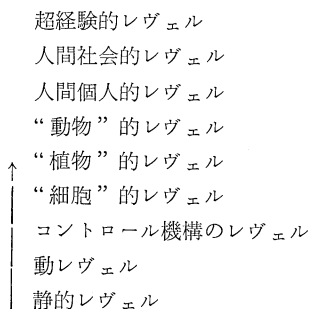 超経験的レヴェル
人間社会的レヴェル
人間個人的レヴェル
“動物”的レヴェル
“植物”的レヴェル
“細胞”的レヴェル
コントロール機構のレヴェル
動レヴェル
静的レヴェル